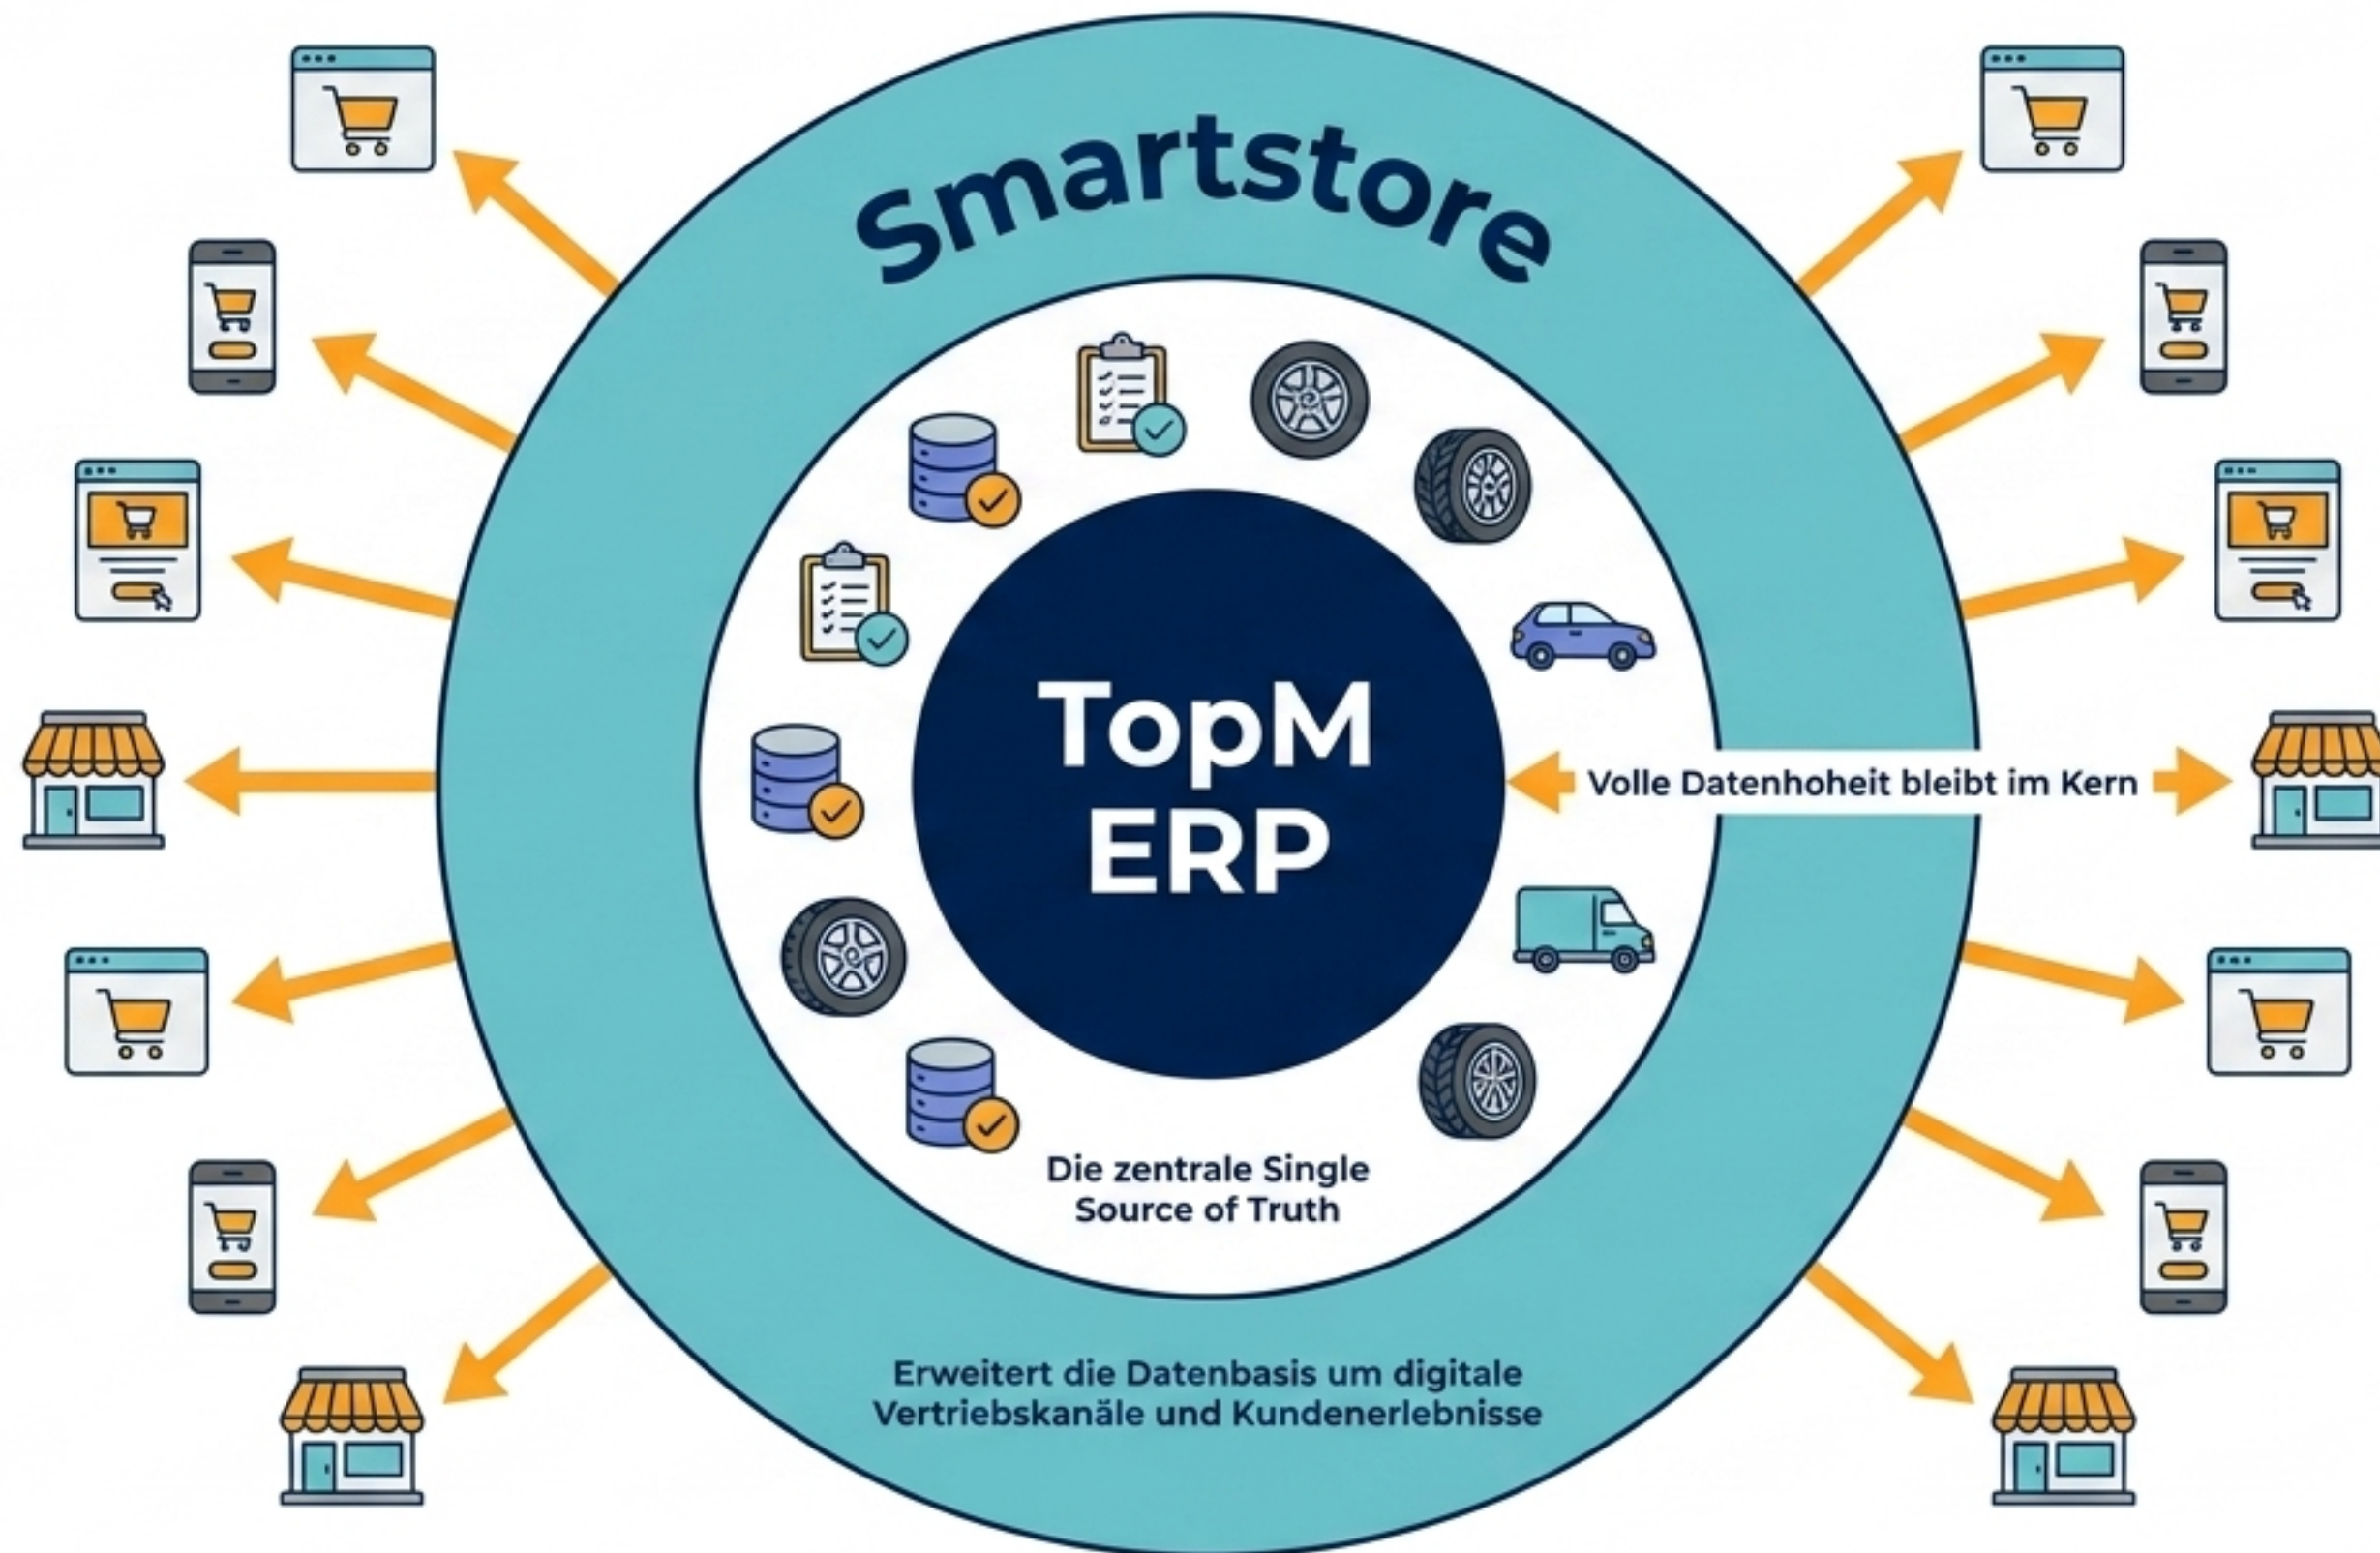 Smartstore
TopM
ERP
Volle Datenhoheit bleibt im Kern
Die zentrale Single
Source of Truth
Erweitert die Datenbasis um digitale
Vertriebskanäle und Kundenerlebnisse